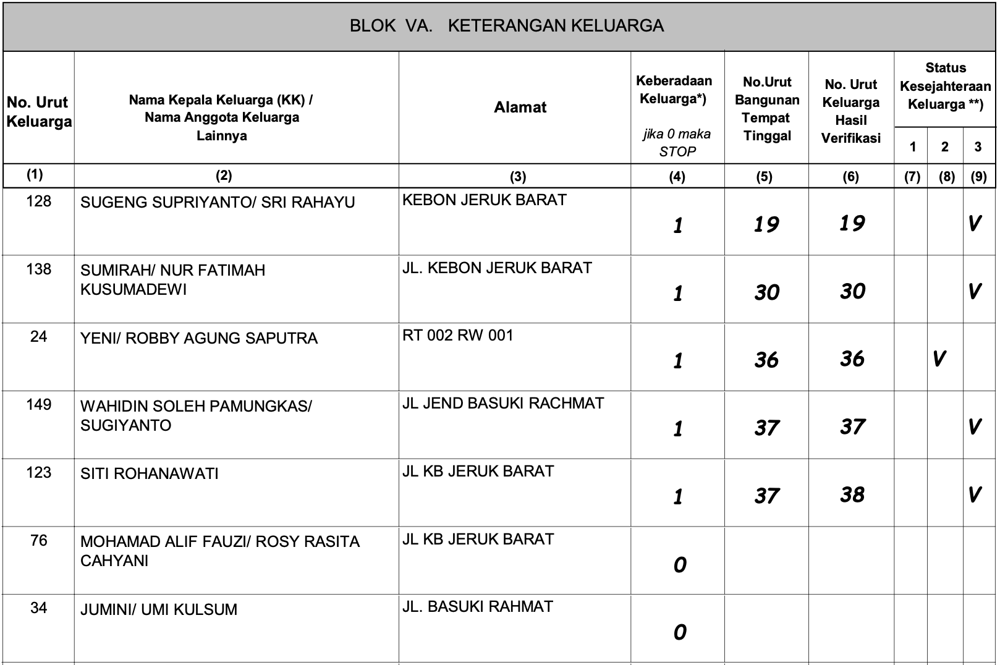 BLOK VA. KETERANGAN KELUARGA
No. Urut
Keluarga
Nama Kepala Keluarga (KK) /
Nama Anggota Keluarga
Lainnya
Alamat
Keberadaan
Keluarga*)
jika 0 maka
STOP
No.Urut
Bangunan
Tempat
Tinggal
No. Urut
Keluarga
Hasil
Verifikasi
Status
Kesejahteraan
Keluarga **)
1 2 3
(1) (2) (3) (4) (5) (6) (7) (8) (9)
128 SUGENG SUPRIYANTO/ SRI RAHAYU KEBON JERUK BARAT 1 19 19 V
138 SUMIRAH/ NUR FATIMAH JL. KEBON JERUK BARAT
KUSUMADEWI 1 30 30 V
24 YENI/ ROBBY AGUNG SAPUTRA RT 002 RW 001 1 36 36 V
149 WAHIDIN SOLEH PAMUNGKAS/ JL JEND BASUKI RACHMAT
SUGIYANTO 1 37 37 V
123 SITI ROHANAWATI JL KB JERUK BARAT 1 37 38 V
76 MOHAMAD ALIF FAUZI/ ROSY RASITA JL KB JERUK BARAT
CAHYANI 0
34 JUMINI/ UMI KULSUM JL. BASUKI RAHMAT 0